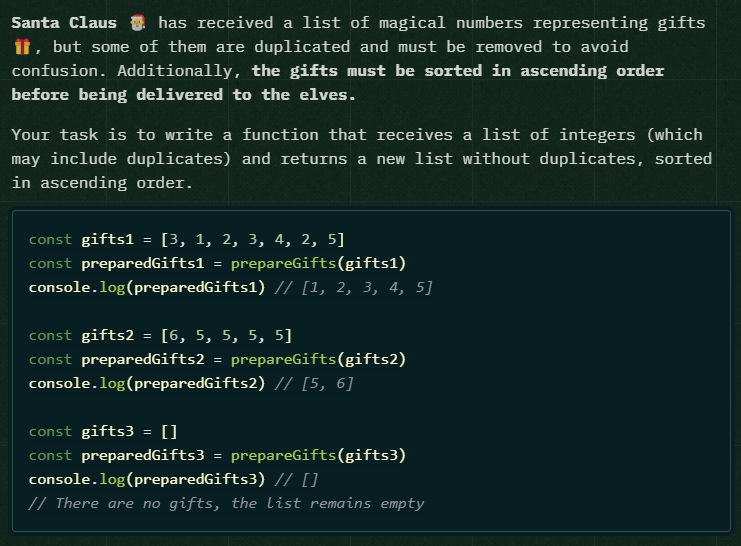 Santa Claus 🎅 has received a list of magical numbers representing gifts
🎁, but some of them are duplicated and must be removed to avoid
confusion. Additionally, the gifts must be sorted in ascending order
before being delivered to the elves.
Your task is to write a function that receives a list of integers (which
may include duplicates) and returns a new list without duplicates, sorted
in ascending order.
const gifts1 = [3, 1, 2, 3, 4, 2, 5]
const preparedGifts1 = prepareGifts(gifts1)
console.log(preparedGifts1) // [1, 2, 3, 4, 5]
const gifts2 = [6, 5, 5, 5, 5]
const preparedGifts2 = prepareGifts(gifts2)
console.log(preparedGifts2) // [5, 6]
const gifts3 = []
const preparedGifts3 = prepareGifts(gifts3)
console.log(preparedGifts3) // []
// There are no gifts, the list remains empty